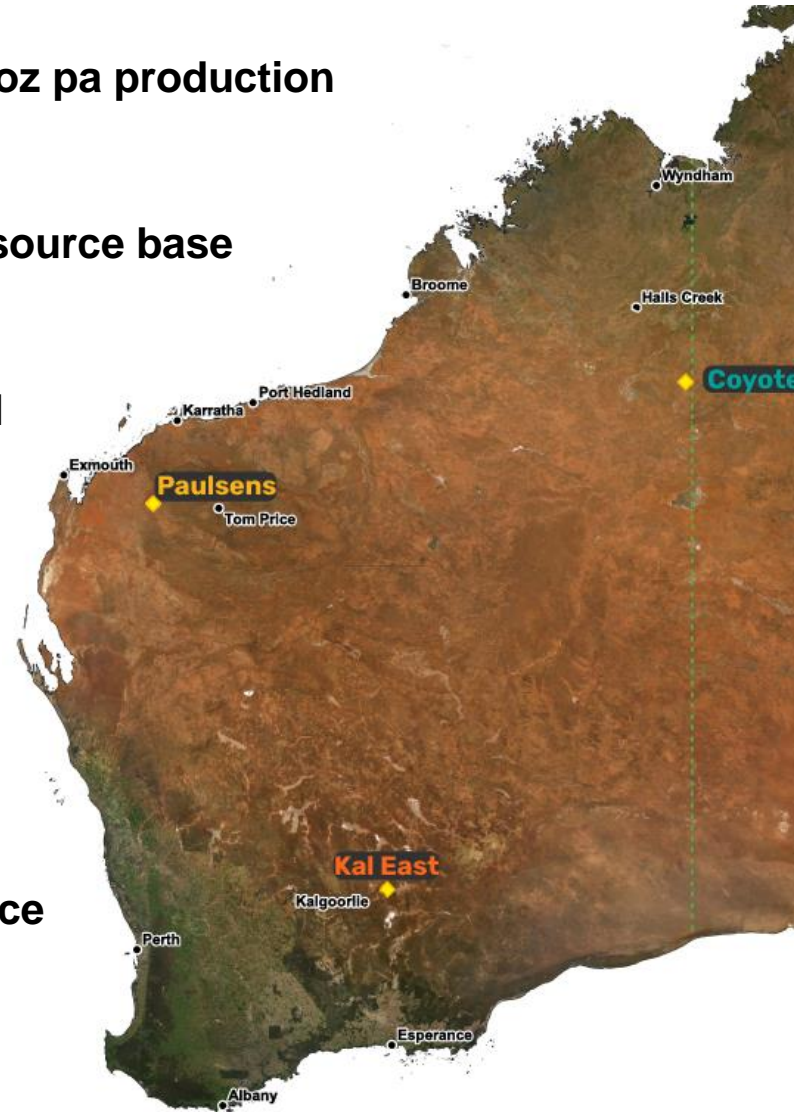 oz pa production
Wyndham
source base
Broome
Halls Creek
Coyote
Port Hedland
Karratha
Exmouth
Paulsens
Tom Price
Kal East
Kalgoorlie
ce
Perth
Esperance
Albany